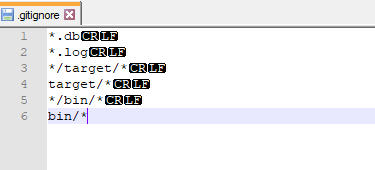 .gitignore
1 *.dbCRLF
2 *.logCRLF
3 */target/*CRLF
4 target/*CRLF
5 */bin/*CRLF
6 bin/*